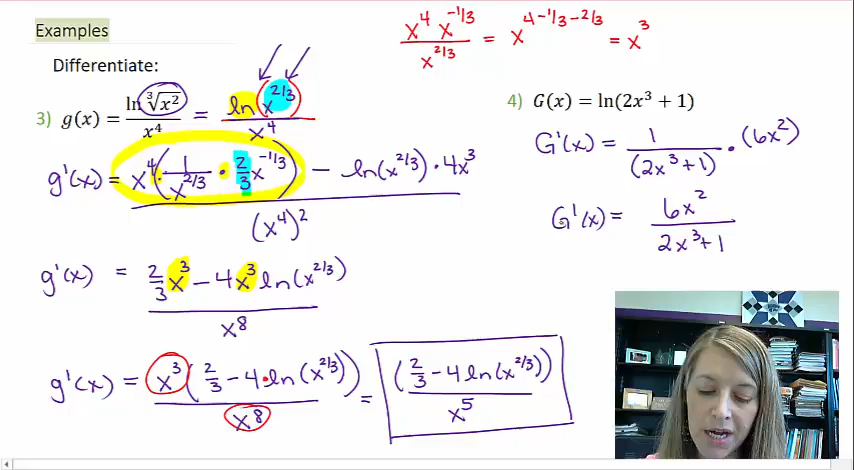 Examples
Differentiate:
x⁴ x^(-1/3) / x^(2/3) = x^(4-1/3-2/3) = x³
3) g(x) = ln ∛x² / x⁴ = ln x^(2/3) / x⁴
g'(x) = [x⁴ · (1/x^(2/3) · 2/3 x^(-1/3)) - ln(x^(2/3)) · 4x³] / (x⁴)²
g'(x) = [2/3 x³ - 4x³ ln(x^(2/3))] / x⁸
g'(x) = x³ (2/3 - 4·ln(x^(2/3))) / x⁸ = (2/3 - 4 ln(x^(2/3))) / x⁵
4) G(x) = ln(2x³ + 1)
G'(x) = 1/(2x³+1) · (6x²)
G'(x) = 6x² / 2x³+1